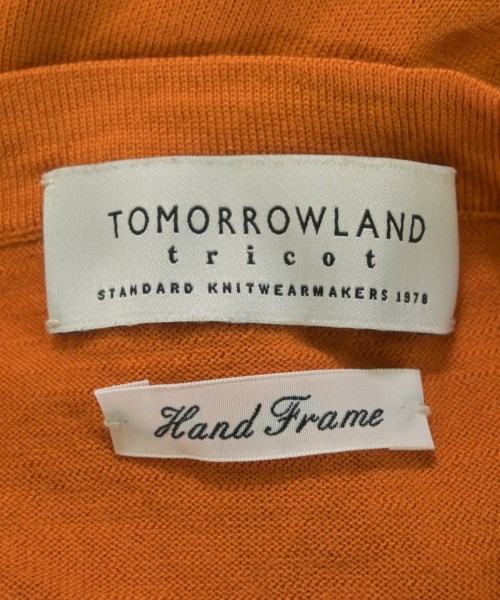 TOMORROWLAND
tricot
STANDARD KNITWEARMAKERS 1978
Hand Frame